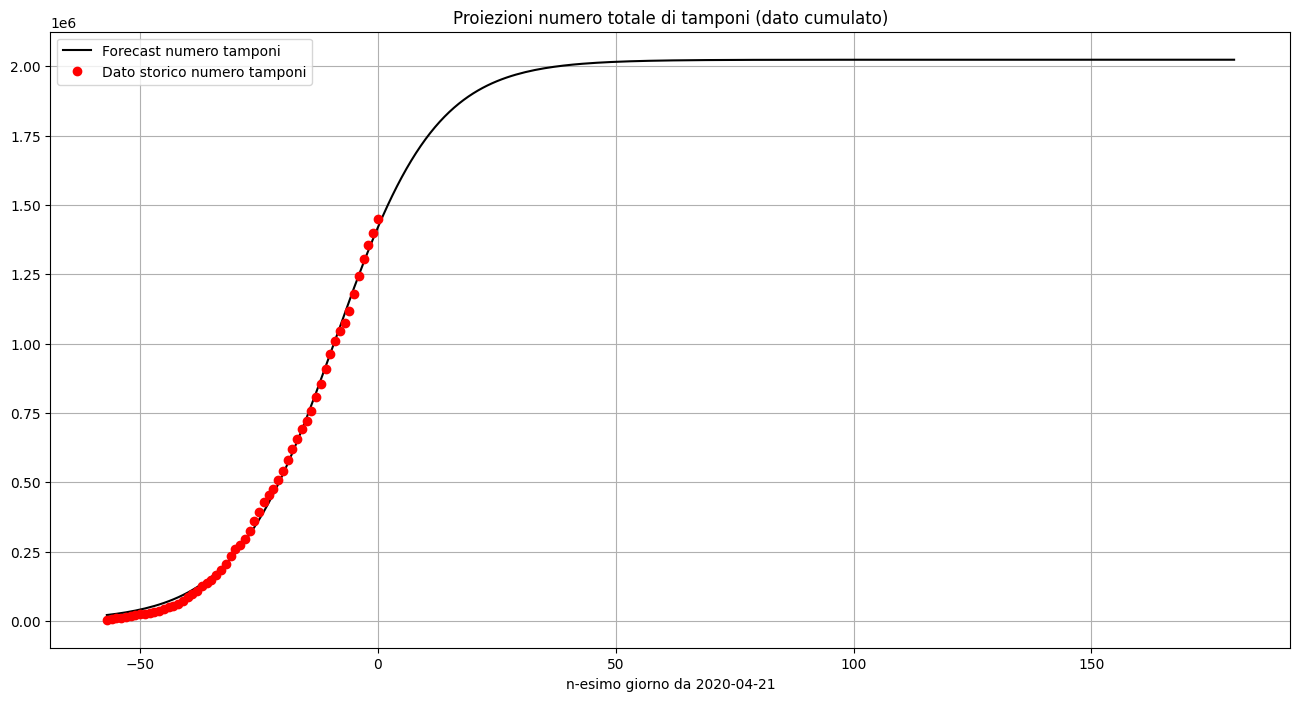 Proiezioni numero totale di tamponi (dato cumulato)
1e6
Forecast numero tamponi
Dato storico numero tamponi
2.00
1.75
1.50
1.25
1.00
0.75
0.50
0.25
0.00
−50 0 50 100 150
n-esimo giorno da 2020-04-21